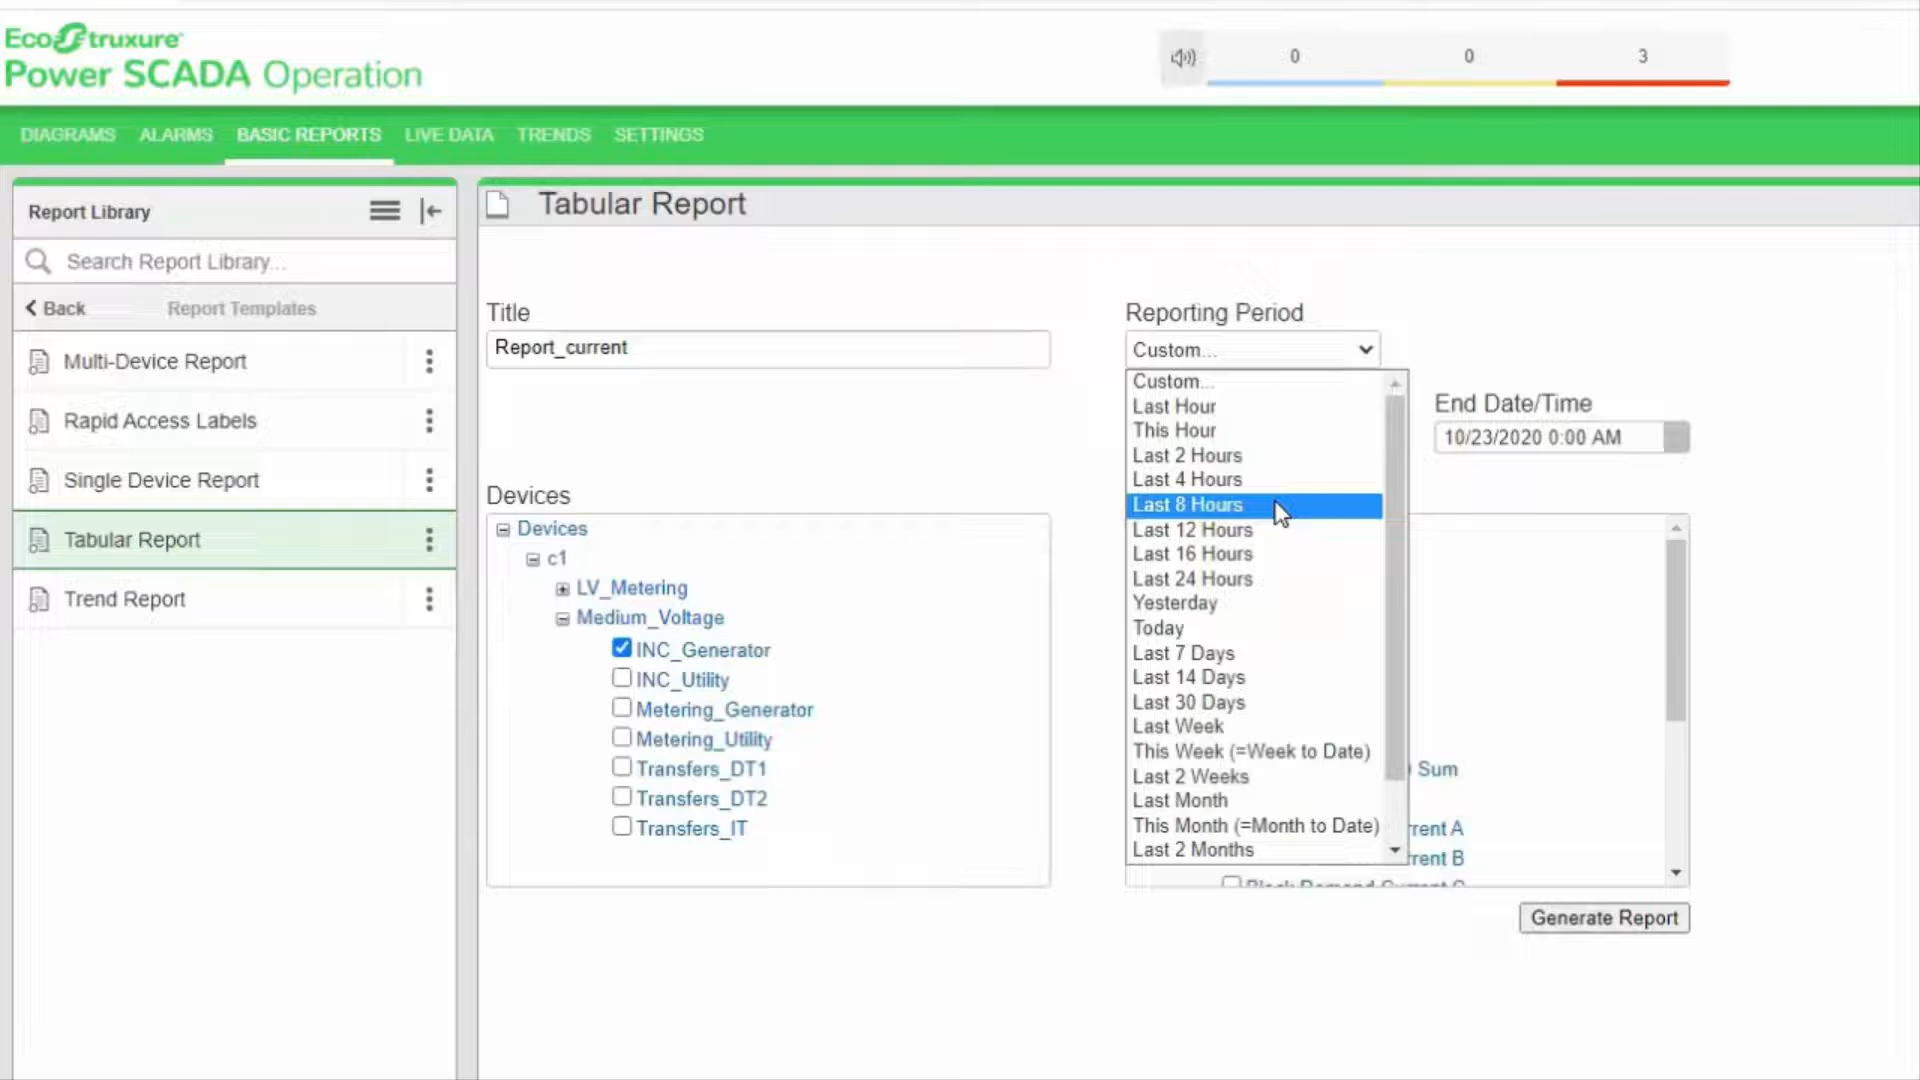 EcoStruxure™
Power SCADA Operation
0 0 3
DIAGRAMS ALARMS BASIC REPORTS LIVE DATA TRENDS SETTINGS
Report Library
Search Report Library...
Back Report Templates
Multi-Device Report
Rapid Access Labels
Single Device Report
Tabular Report
Trend Report
Tabular Report
Title
Report_current
Devices
Devices
c1
LV_Metering
Medium_Voltage
INC_Generator
INC_Utility
Metering_Generator
Metering_Utility
Transfers_DT1
Transfers_DT2
Transfers_IT
Reporting Period
Custom...
Custom...
Last Hour
This Hour
Last 2 Hours
Last 4 Hours
Last 8 Hours
Last 12 Hours
Last 16 Hours
Last 24 Hours
Yesterday
Today
Last 7 Days
Last 14 Days
Last 30 Days
Last Week
This Week (=Week to Date)
Last 2 Weeks
Last Month
This Month (=Month to Date)
Last 2 Months
End Date/Time
10/23/2020 0:00 AM
Sum
rrent A
rrent B
Block Demand Current C
Generate Report